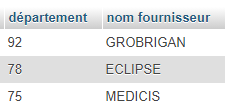 département nom fournisseur
92 GROBRIGAN
78 ECLIPSE
75 MEDICIS